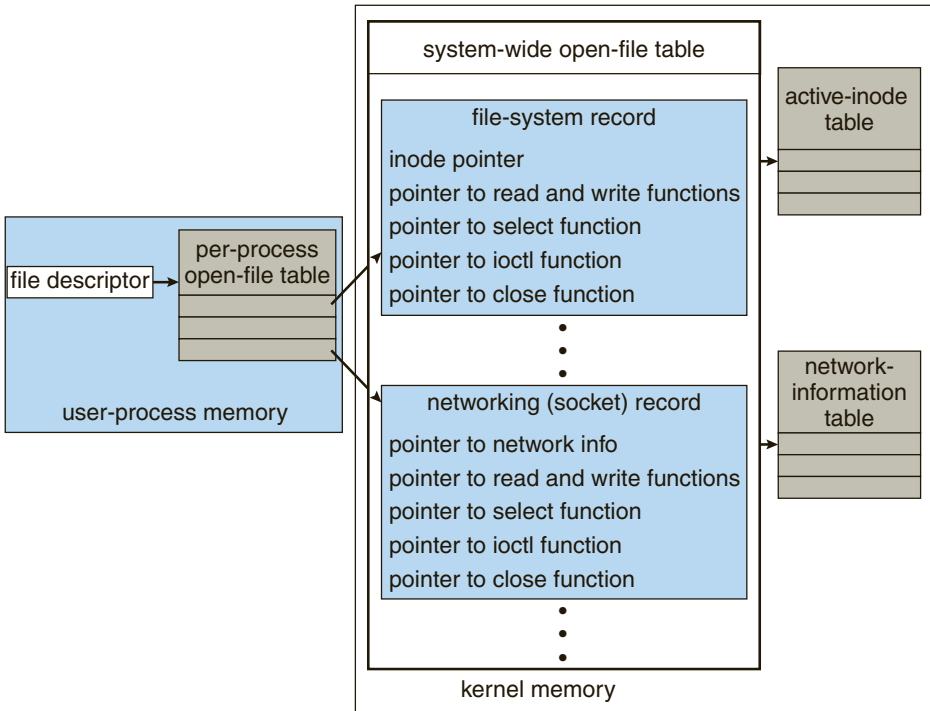 system-wide open-file table
file-system record
inode pointer
pointer to read and write functions
pointer to select function
pointer to ioctl function
pointer to close function
active-inode
table
per-process
open-file table
file descriptor
user-process memory
networking (socket) record
pointer to network info
pointer to read and write functions
pointer to select function
pointer to ioctl function
pointer to close function
network-
information
table
kernel memory